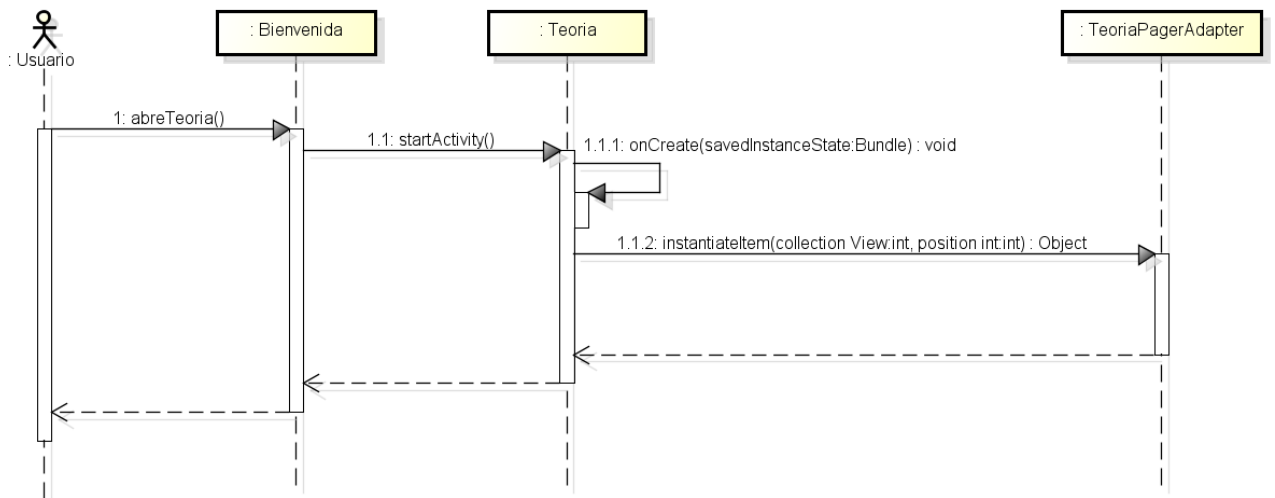 : Usuario
: Bienvenida
: Teoria
: TeoriaPagerAdapter
1: abreTeoria()
1.1: startActivity()
1.1.1: onCreate(savedInstanceState:Bundle) : void
1.1.2: instantiateItem(collection View:int, position int:int) : Object